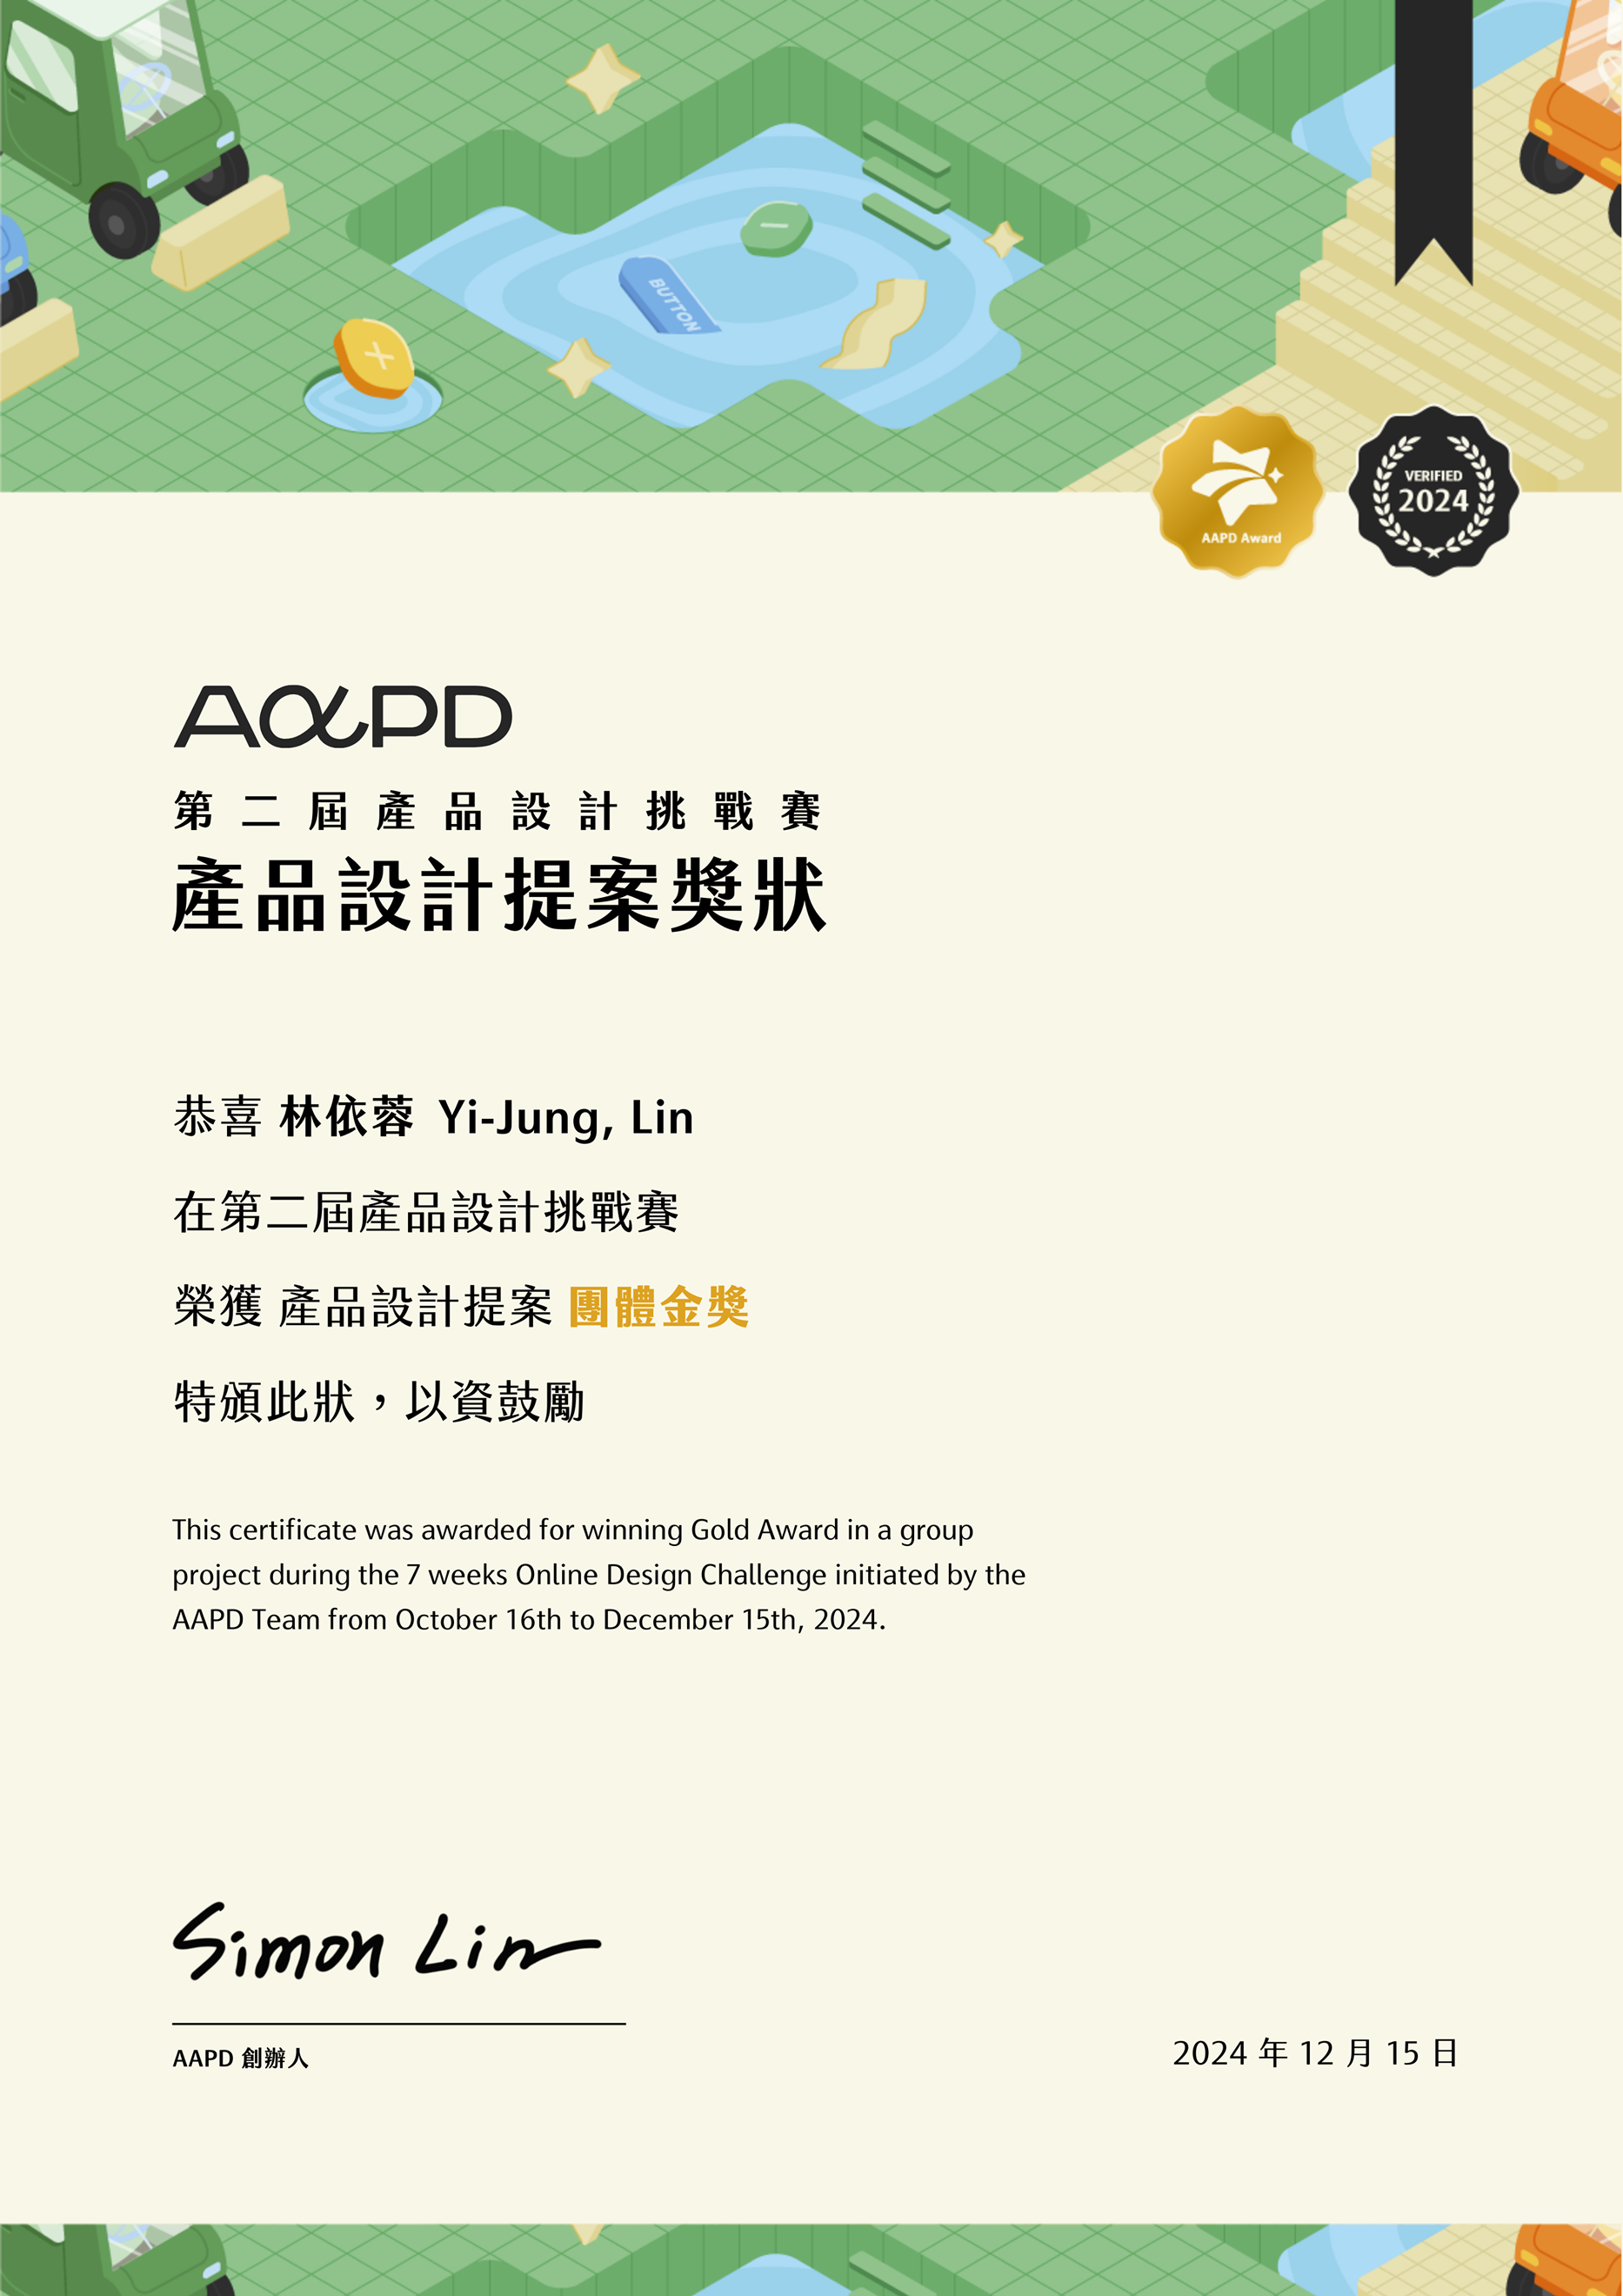 BUTTON
AAPD Award
VERIFIED
2024
AAPD
第二屆產品設計挑戰賽
產品設計提案獎狀
恭喜 林依蓉 Yi-Jung, Lin
在第二屆產品設計挑戰賽
榮獲 產品設計提案 團體金獎
特頒此狀，以資鼓勵
This certificate was awarded for winning Gold Award in a group
project during the 7 weeks Online Design Challenge initiated by the
AAPD Team from October 16th to December 15th, 2024.
Simon Lin
AAPD 創辦人
2024 年 12 月 15 日